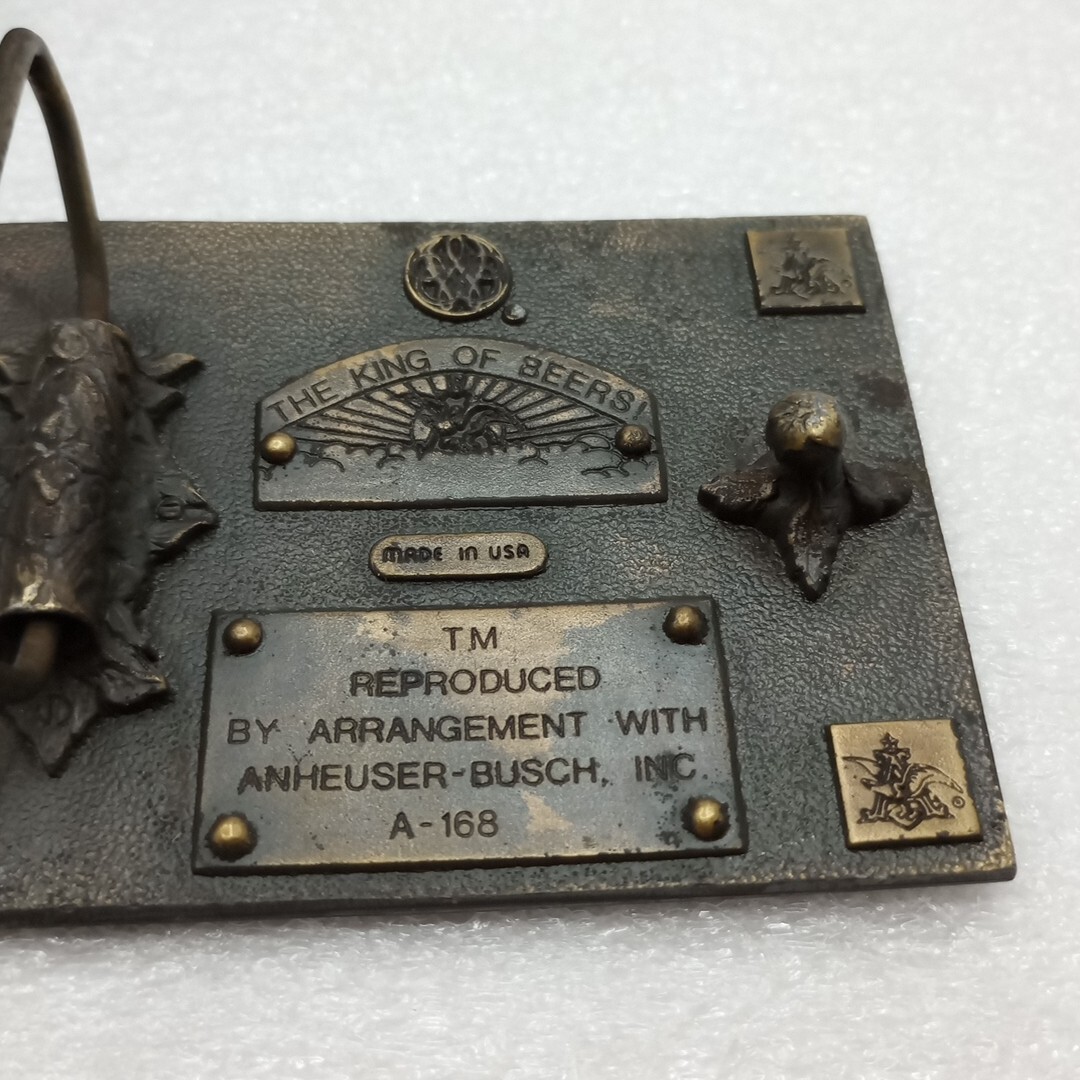 THE KING OF BEERS!
MADE IN USA
TM
REPRODUCED
BY ARRANGEMENT WITH
ANHEUSER-BUSCH, INC.
A-168
®